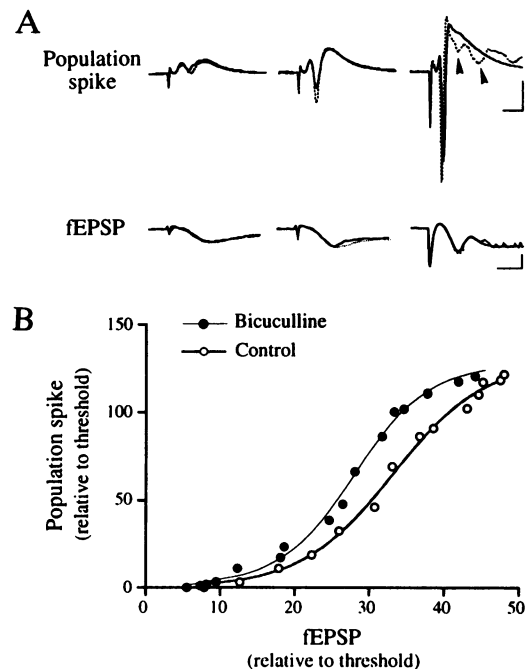 A
Population
spike
fEPSP
B
150
100
50
0
Population spike
(relative to threshold)
Bicuculline
Control
0 10 20 30 40 50
fEPSP
(relative to threshold)